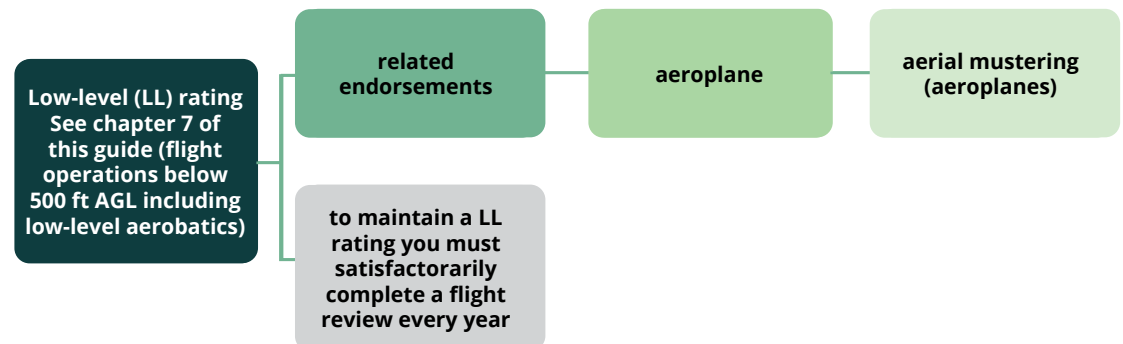 Low-level (LL) rating
See chapter 7 of
this guide (flight
operations below
500 ft AGL including
low-level aerobatics)
related
endorsements
aeroplane
aerial mustering
(aeroplanes)
to maintain a LL
rating you must
satisfactorarily
complete a flight
review every year